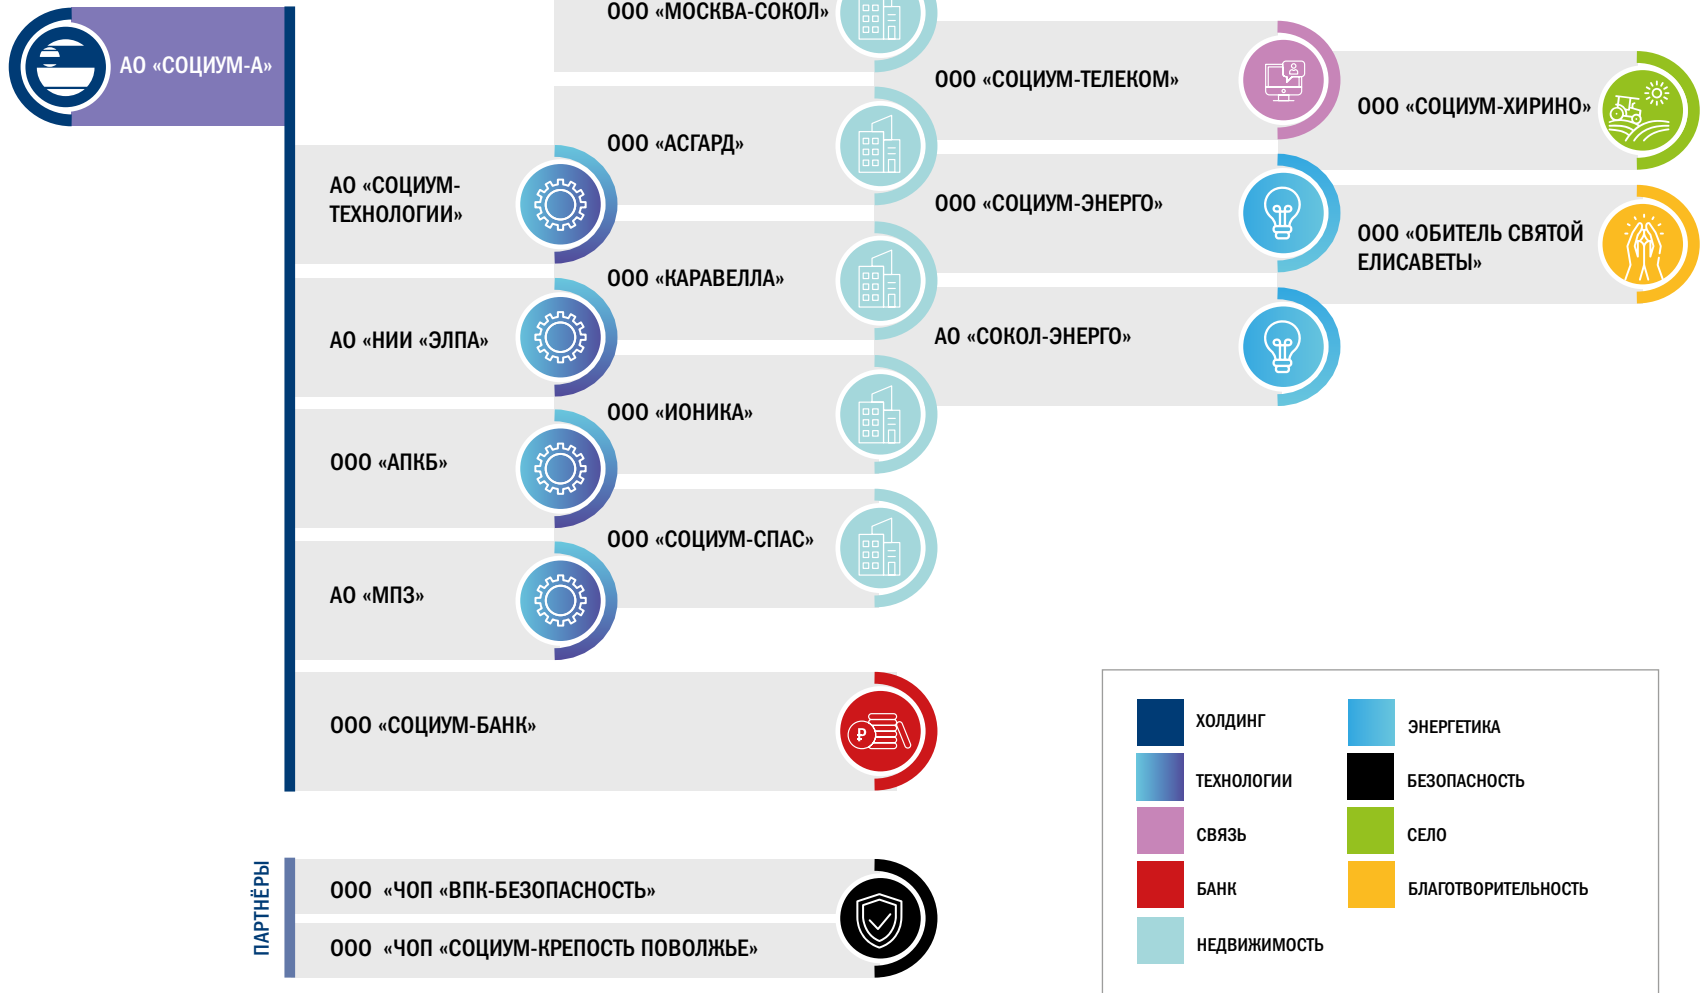 АО «СОЦИУМ-А»
АО «СОЦИУМ-
ТЕХНОЛОГИИ»
АО «НИИ «ЭЛПА»
ООО «АПКБ»
АО «МПЗ»
ООО «СОЦИУМ-БАНК»
ООО «МОСКВА-СОКОЛ»
ООО «АСГАРД»
ООО «КАРАВЕЛЛА»
ООО «ИОНИКА»
ООО «СОЦИУМ-СПАС»
ООО «СОЦИУМ-ТЕЛЕКОМ»
ООО «СОЦИУМ-ЭНЕРГО»
АО «СОКОЛ-ЭНЕРГО»
ООО «СОЦИУМ-ХИРИНО»
ООО «ОБИТЕЛЬ СВЯТОЙ
ЕЛИСАВЕТЫ»
ПАРТНЁРЫ
ООО «ЧОП «ВПК-БЕЗОПАСНОСТЬ»
ООО «ЧОП «СОЦИУМ-КРЕПОСТЬ ПОВОЛЖЬЕ»
ХОЛДИНГ
ТЕХНОЛОГИИ
СВЯЗЬ
БАНК
НЕДВИЖИМОСТЬ
ЭНЕРГЕТИКА
БЕЗОПАСНОСТЬ
СЕЛО
БЛАГОТВОРИТЕЛЬНОСТЬ